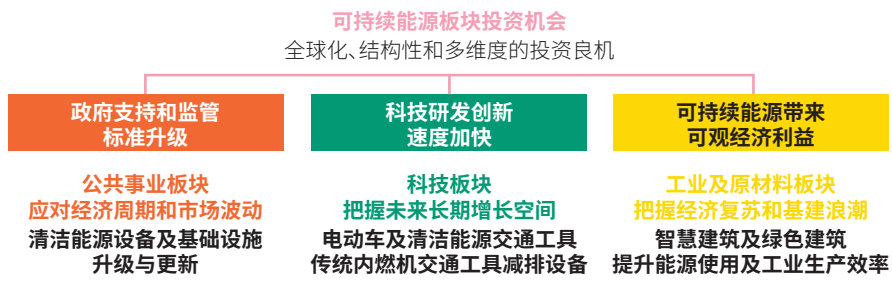 可持续能源板块投资机会
全球化、结构性和多维度的投资良机
政府支持和监管
标准升级
公共事业板块
应对经济周期和市场波动
清洁能源设备及基础设施
升级与更新
科技研发创新
速度加快
科技板块
把握未来长期增长空间
电动车及清洁能源交通工具
传统内燃机交通工具减排设备
可持续能源带来
可观经济利益
工业及原材料板块
把握经济复苏和基建浪潮
智慧建筑及绿色建筑
提升能源使用及工业生产效率